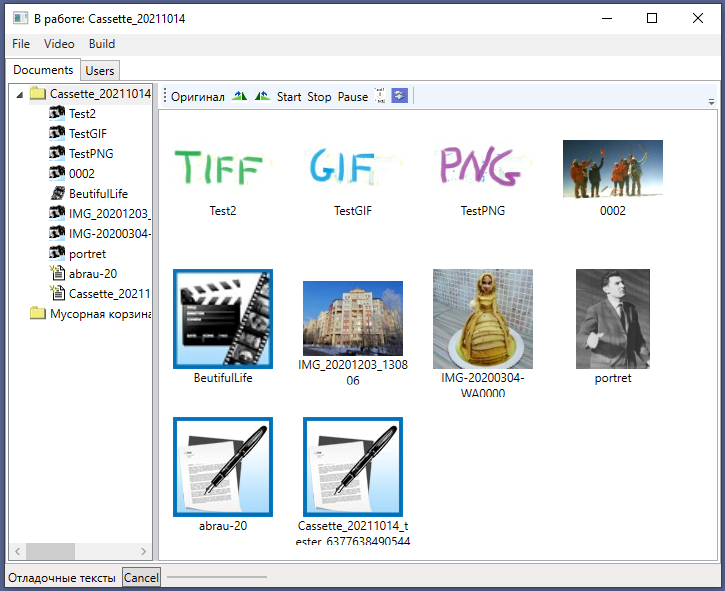 В работе: Cassette_20211014
File Video Build
Documents Users
Cassette_20211014
Test2
TestGIF
TestPNG
0002
BeutifulLife
IMG_20201203_
IMG-20200304-
portret
abrau-20
Cassette_20211
Мусорная корзина
Оригинал Start Stop Pause
TIFF
GIF
PNG
Test2
TestGIF
TestPNG
0002
BeutifulLife
IMG_20201203_1308
06
IMG-20200304-
WA0000
portret
abrau-20
Cassette_20211014_t
ester_6377638490544
Отладочные тексты Cancel